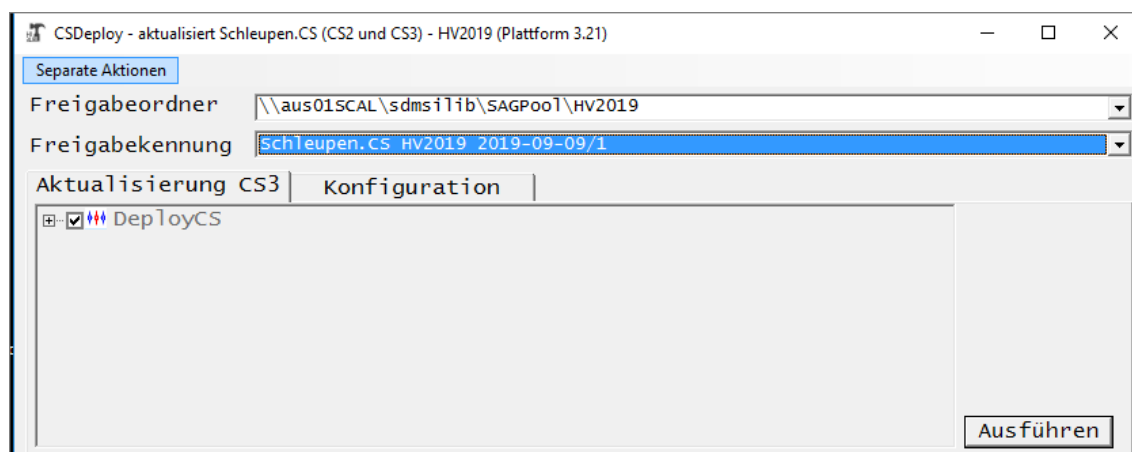 CSDeploy - aktualisiert Schleupen.CS (CS2 und CS3) - HV2019 (Plattform 3.21)
Separate Aktionen
Freigabeordner \\aus01SCAL\sdmsilib\SAGPool\HV2019
Freigabekennung Schleupen.CS HV2019 2019-09-09/1
Aktualisierung CS3 Konfiguration
DeployCS
Ausführen